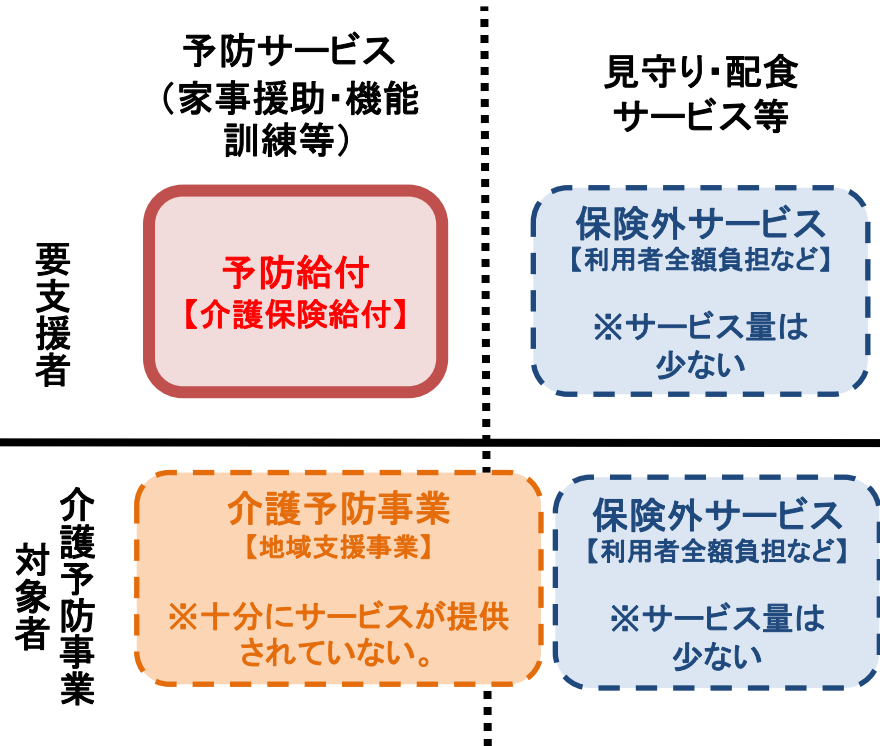 予防サービス
（家事援助・機能
訓練等）
見守り・配食
サービス等
要支援者
予防給付
【介護保険給付】
保険外サービス
【利用者全額負担など】
※サービス量は
少ない
介護予防事業
対象者
介護予防事業
【地域支援事業】
※十分にサービスが提供
されていない。
保険外サービス
【利用者全額負担など】
※サービス量は
少ない